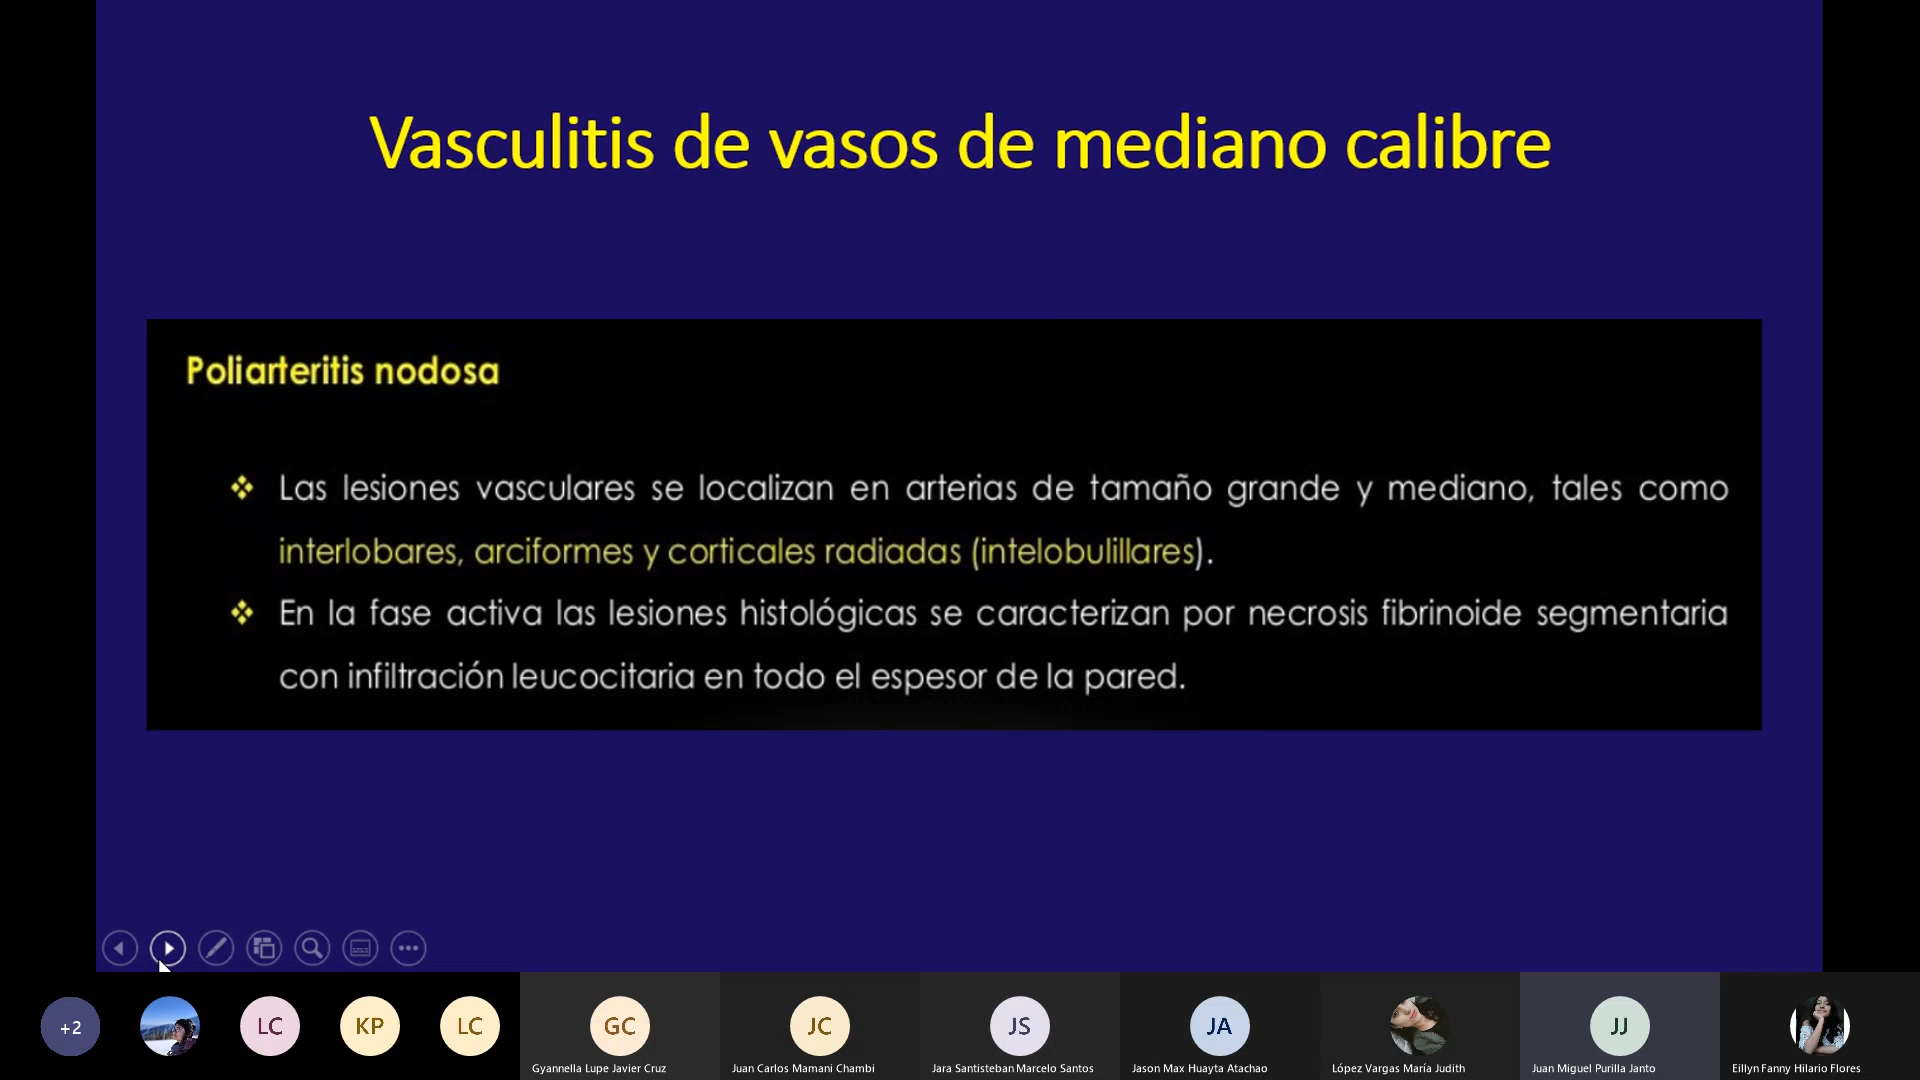 Vasculitis de vasos de mediano calibre
Poliarteritis nodosa
❖ Las lesiones vasculares se localizan en arterias de tamaño grande y mediano, tales como
interlobares, arciformes y corticales radiadas (intelobulillares).
❖ En la fase activa las lesiones histológicas se caracterizan por necrosis fibrinoide segmentaria
con infiltración leucocitaria en todo el espesor de la pared.
+2
LC
KP
LC
GC
JC
JS
JA
JJ
Gyannella Lupe Javier Cruz
Juan Carlos Mamani Chambi
Jara Santisteban Marcelo Santos
Jason Max Huayta Atachao
López Vargas María Judith
Juan Miguel Purilla Janto
Eillyn Fanny Hilario Flores